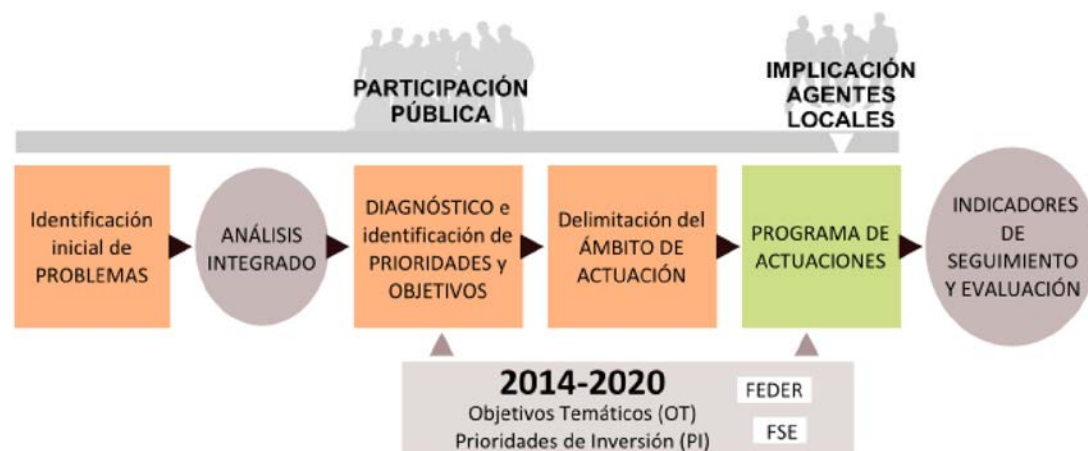 PARTICIPACIÓN
PÚBLICA
IMPLICACIÓN
AGENTES
LOCALES
Identificación
inicial de
PROBLEMAS
ANÁLISIS
INTEGRADO
DIAGNÓSTICO e
identificación de
PRIORIDADES y
OBJETIVOS
Delimitación del
ÁMBITO DE
ACTUACIÓN
PROGRAMA DE
ACTUACIONES
INDICADORES
DE
SEGUIMIENTO
Y EVALUACIÓN
2014-2020
Objetivos Temáticos (OT)
Prioridades de Inversión (PI)
FEDER
FSE